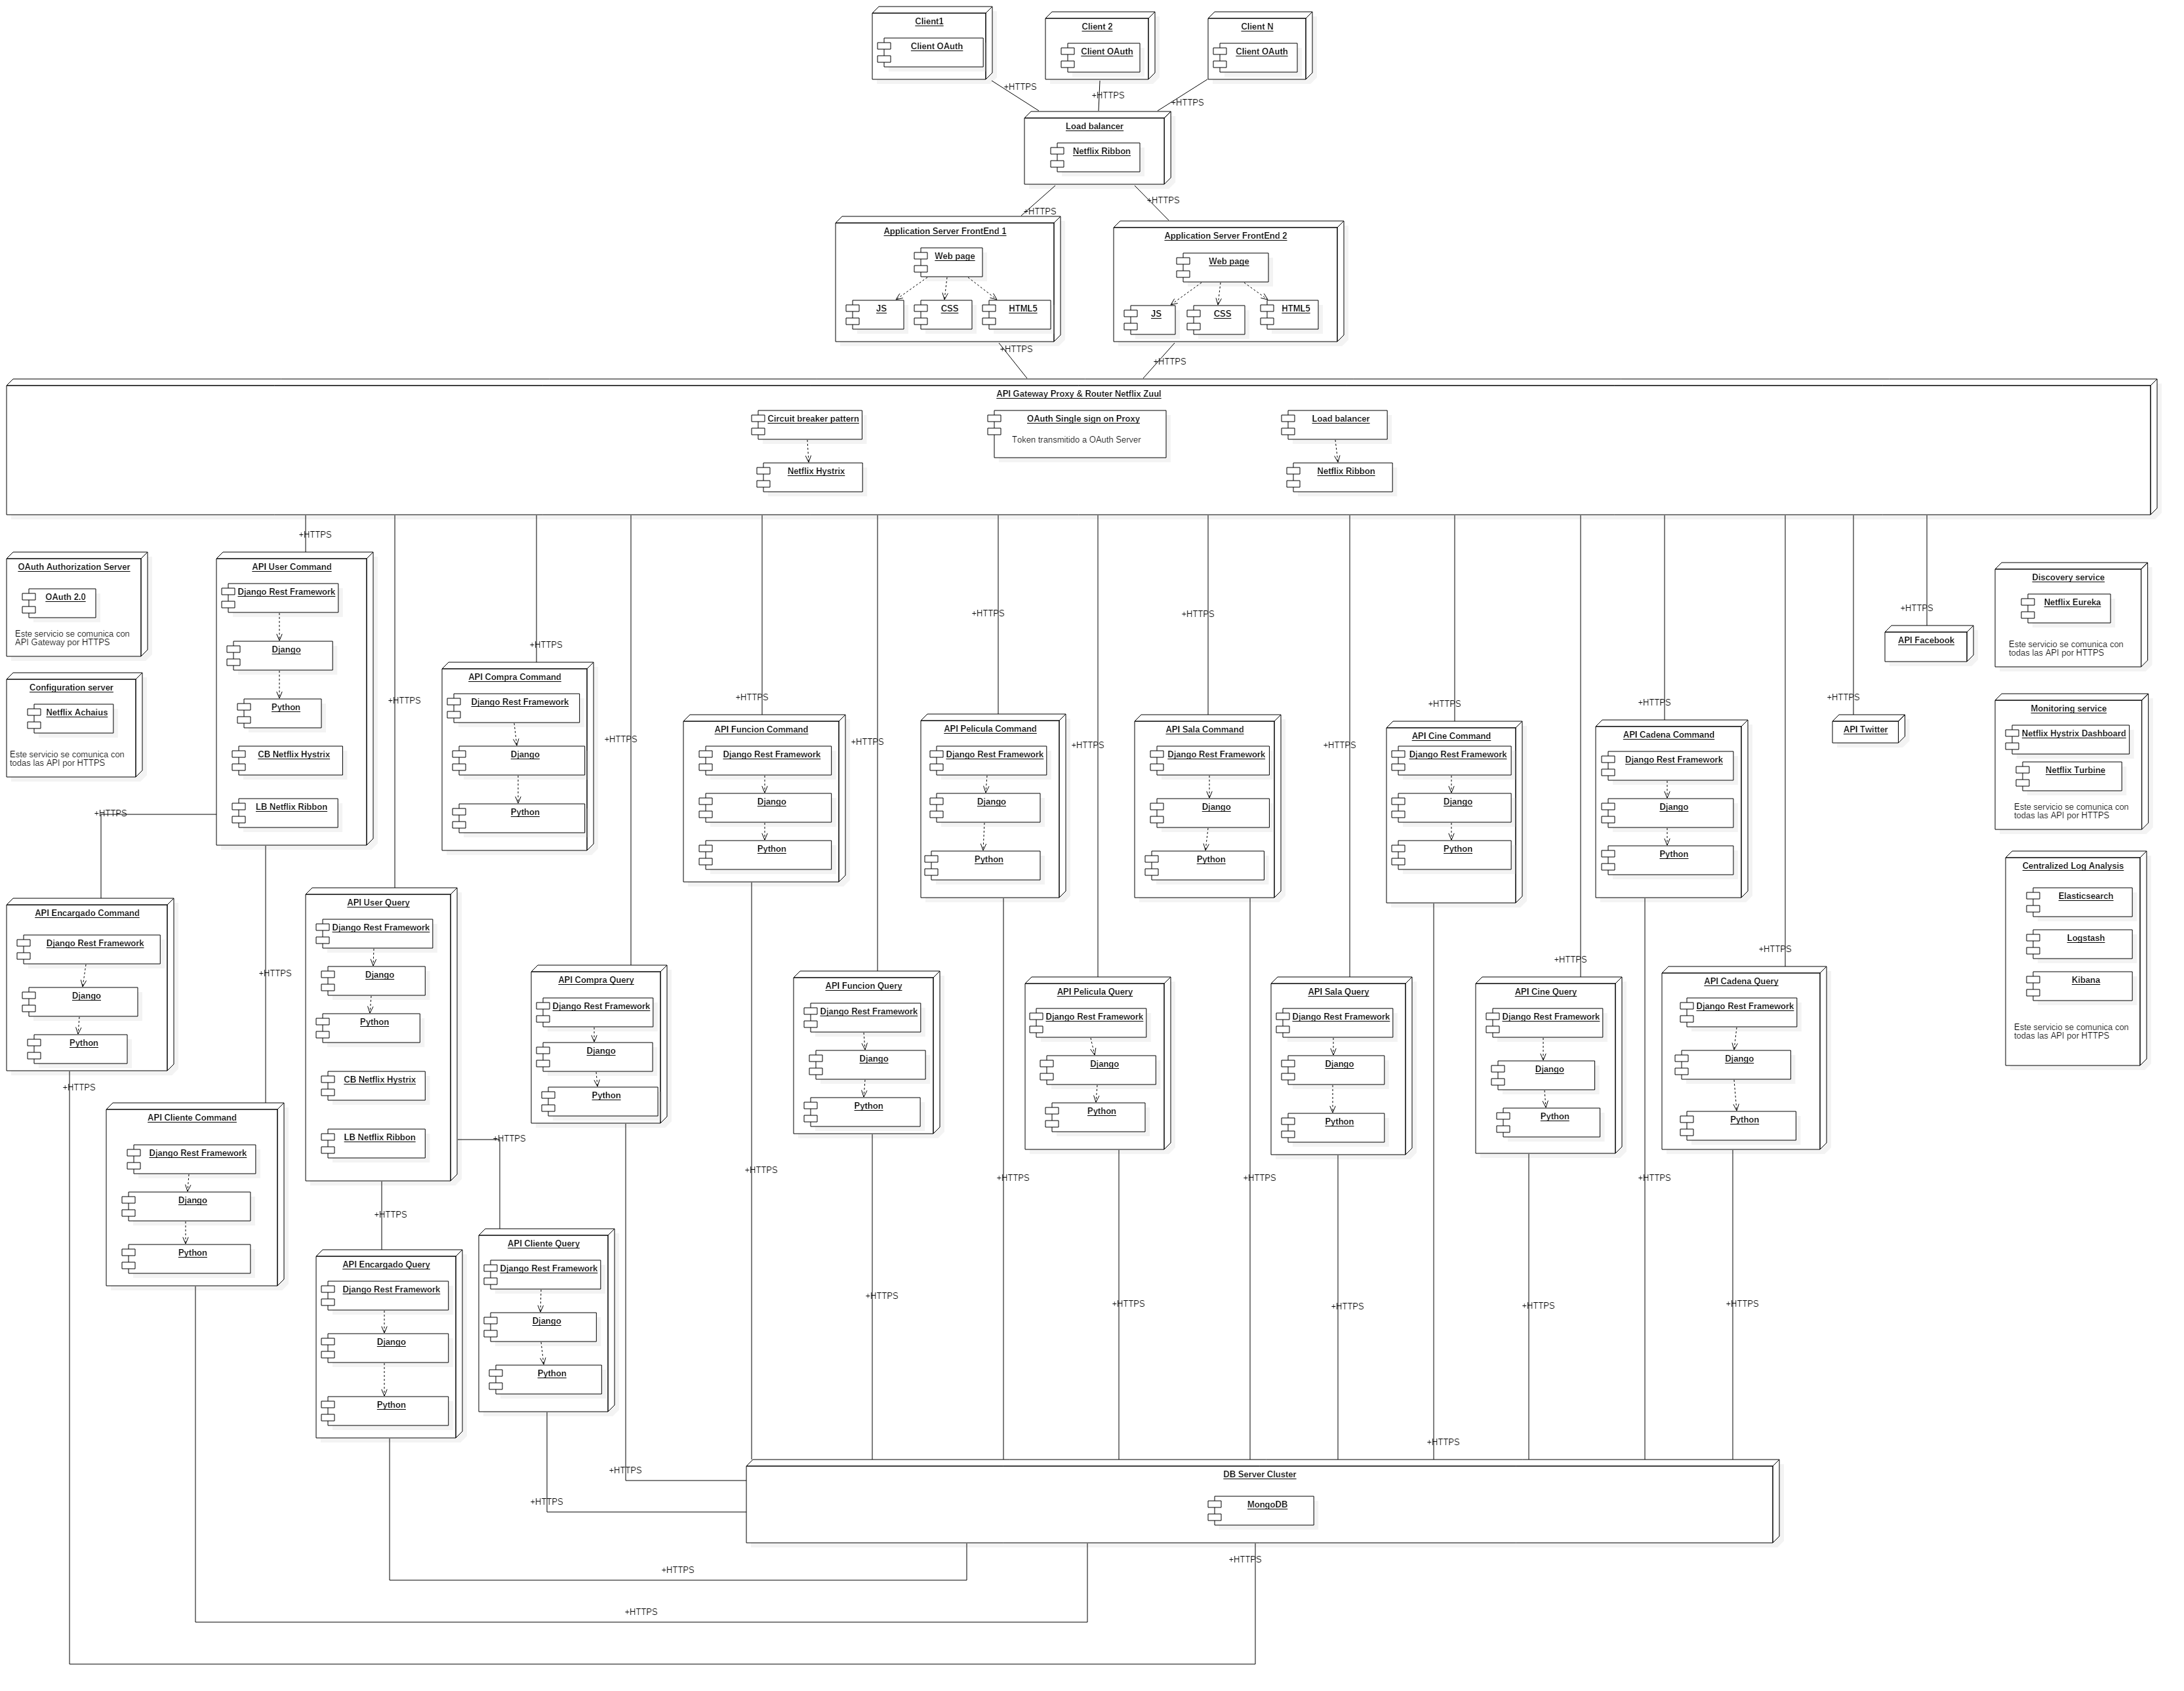 Client1
Client OAuth
Client 2
Client OAuth
Client N
Client OAuth
+HTTPS
+HTTPS
+HTTPS
Load balancer
Netflix Ribbon
+HTTPS
+HTTPS
Application Server FrontEnd 1
Web page
JS
CSS
HTML5
Application Server FrontEnd 2
Web page
JS
CSS
HTML5
+HTTPS
+HTTPS
API Gateway Proxy & Router Netflix Zuul
Circuit breaker pattern
Netflix Hystrix
OAuth Single sign on Proxy
Token transmitido a OAuth Server
Load balancer
Netflix Ribbon
+HTTPS
OAuth Authorization Server
OAuth 2.0
Este servicio se comunica con
API Gateway por HTTPS
Configuration server
Netflix Achaius
Este servicio se comunica con
todas las API por HTTPS
API User Command
Django Rest Framework
Django
Python
CB Netflix Hystrix
LB Netflix Ribbon
+HTTPS
+HTTPS
+HTTPS
API Compra Command
Django Rest Framework
Django
Python
+HTTPS
+HTTPS
API Funcion Command
Django Rest Framework
Django
Python
+HTTPS
+HTTPS
API Pelicula Command
Django Rest Framework
Django
Python
+HTTPS
+HTTPS
API Sala Command
Django Rest Framework
Django
Python
+HTTPS
+HTTPS
API Cine Command
Django Rest Framework
Django
Python
+HTTPS
API Cadena Command
Django Rest Framework
Django
Python
+HTTPS
API Twitter
+HTTPS
API Facebook
Discovery service
Netflix Eureka
Este servicio se comunica con
todas las API por HTTPS
Monitoring service
Netflix Hystrix Dashboard
Netflix Turbine
Este servicio se comunica con
todas las API por HTTPS
Centralized Log Analysis
Elasticsearch
Logstash
Kibana
Este servicio se comunica con
todas las API por HTTPS
API Encargado Command
Django Rest Framework
Django
Python
+HTTPS
+HTTPS
API Cliente Command
Django Rest Framework
Django
Python
API User Query
Django Rest Framework
Django
Python
CB Netflix Hystrix
LB Netflix Ribbon
+HTTPS
+HTTPS
API Compra Query
Django Rest Framework
Django
Python
API Funcion Query
Django Rest Framework
Django
Python
API Pelicula Query
Django Rest Framework
Django
Python
API Sala Query
Django Rest Framework
Django
Python
+HTTPS
API Cine Query
Django Rest Framework
Django
Python
+HTTPS
API Cadena Query
Django Rest Framework
Django
Python
+HTTPS
+HTTPS
+HTTPS
+HTTPS
API Encargado Query
Django Rest Framework
Django
Python
API Cliente Query
Django Rest Framework
Django
Python
+HTTPS
+HTTPS
+HTTPS
+HTTPS
+HTTPS
+HTTPS
+HTTPS
+HTTPS
DB Server Cluster
MongoDB
+HTTPS
+HTTPS
+HTTPS